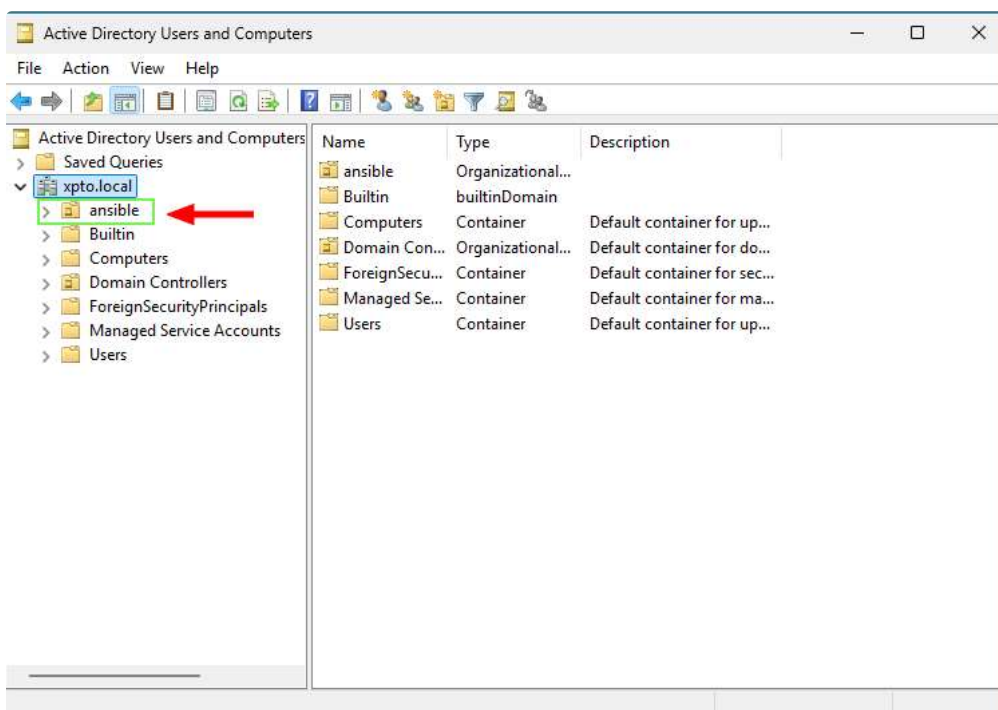 Active Directory Users and Computers
File Action View Help
Active Directory Users and Computers
Saved Queries
xpto.local
ansible
Builtin
Computers
Domain Controllers
ForeignSecurityPrincipals
Managed Service Accounts
Users
Name Type Description
ansible Organizational...
Builtin builtinDomain
Computers Container Default container for up...
Domain Con... Organizational... Default container for do...
ForeignSecu... Container Default container for sec...
Managed Se... Container Default container for ma...
Users Container Default container for up...